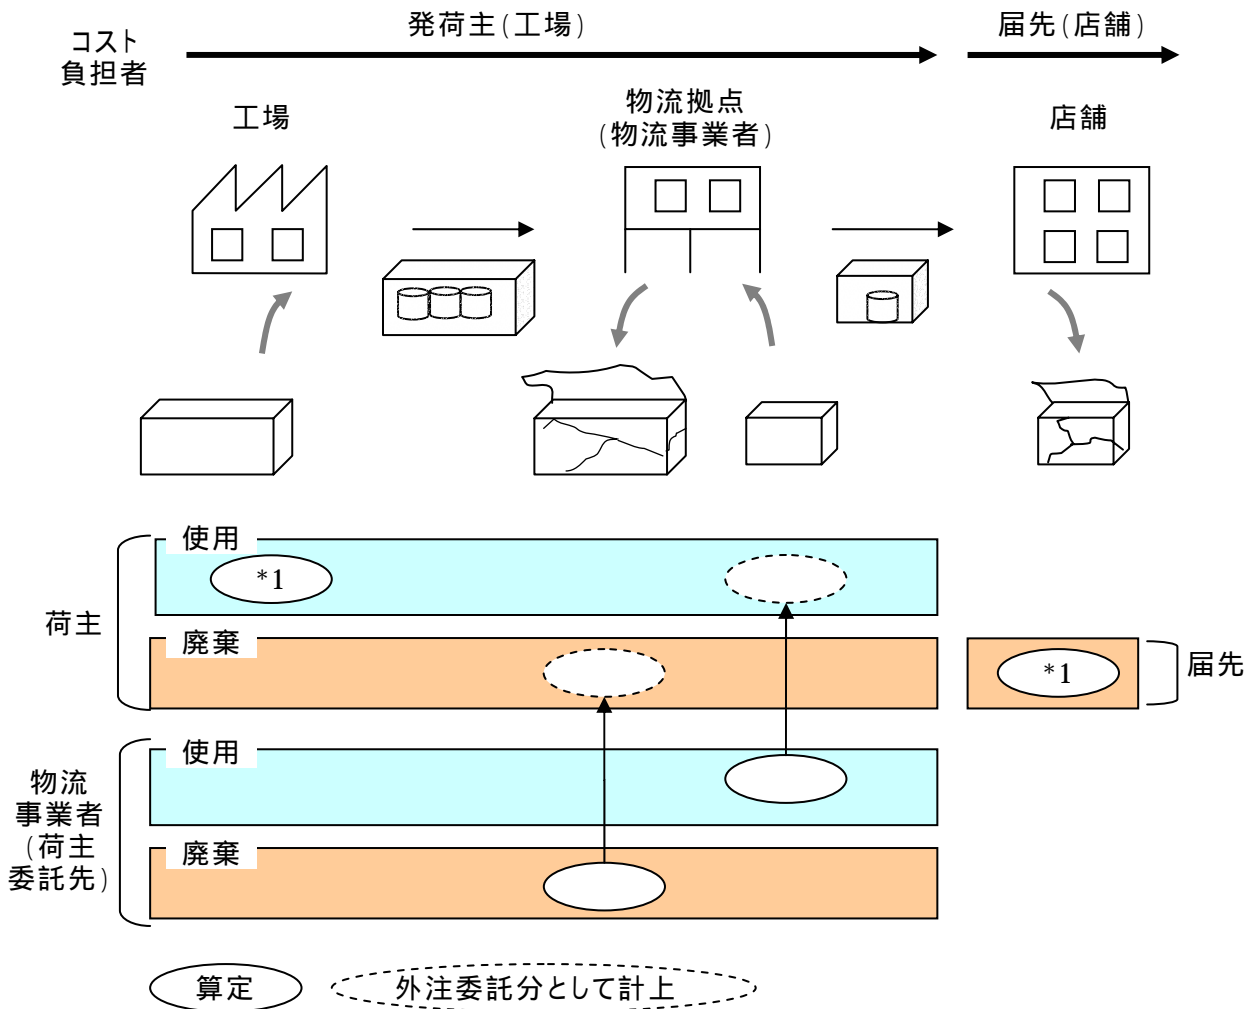 コスト
負担者
発荷主(工場)
届先(店舗)
工場
物流拠点
(物流事業者)
店舗
荷主
使用
*1
廃棄
*1
届先
物流
事業者
(荷主
委託先)
使用
廃棄
算定
外注委託分として計上